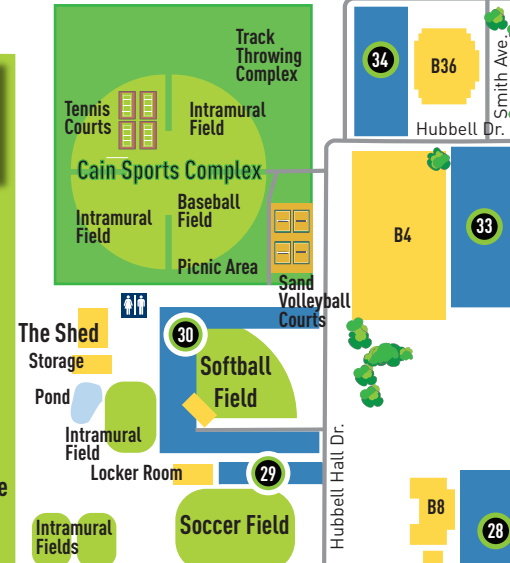 Track
Throwing
Complex
34
B36
Smith Ave.
Tennis
Courts
Intramural
Field
Hubbell Dr.
Cain Sports Complex
Intramural
Field
Baseball
Field
B4
33
Picnic Area
Sand
Volleyball
Courts
The Shed
30
Storage
Softball
Field
Pond
Intramural
Field
Locker Room
29
Hubbell Hall Dr.
e
Intramural
Fields
Soccer Field
B8
28